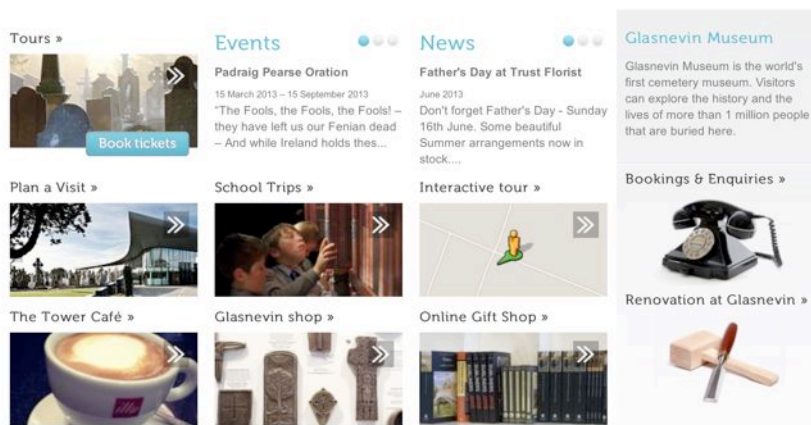 Tours »
Book tickets
Events
Padraig Pearse Oration
15 March 2013 – 15 September 2013
"The Fools, the Fools, the Fools! –
they have left us our Fenian dead
– And while Ireland holds thes...
News
Father's Day at Trust Florist
June 2013
Don't forget Father's Day - Sunday
16th June. Some beautiful
Summer arrangements now in
stock....
Glasnevin Museum
Glasnevin Museum is the world's
first cemetery museum. Visitors
can explore the history and the
lives of more than 1 million people
that are buried here.
Plan a Visit »
School Trips »
Interactive tour »
Bookings & Enquiries »
The Tower Café »
illy
Glasnevin shop »
Online Gift Shop »
Renovation at Glasnevin »